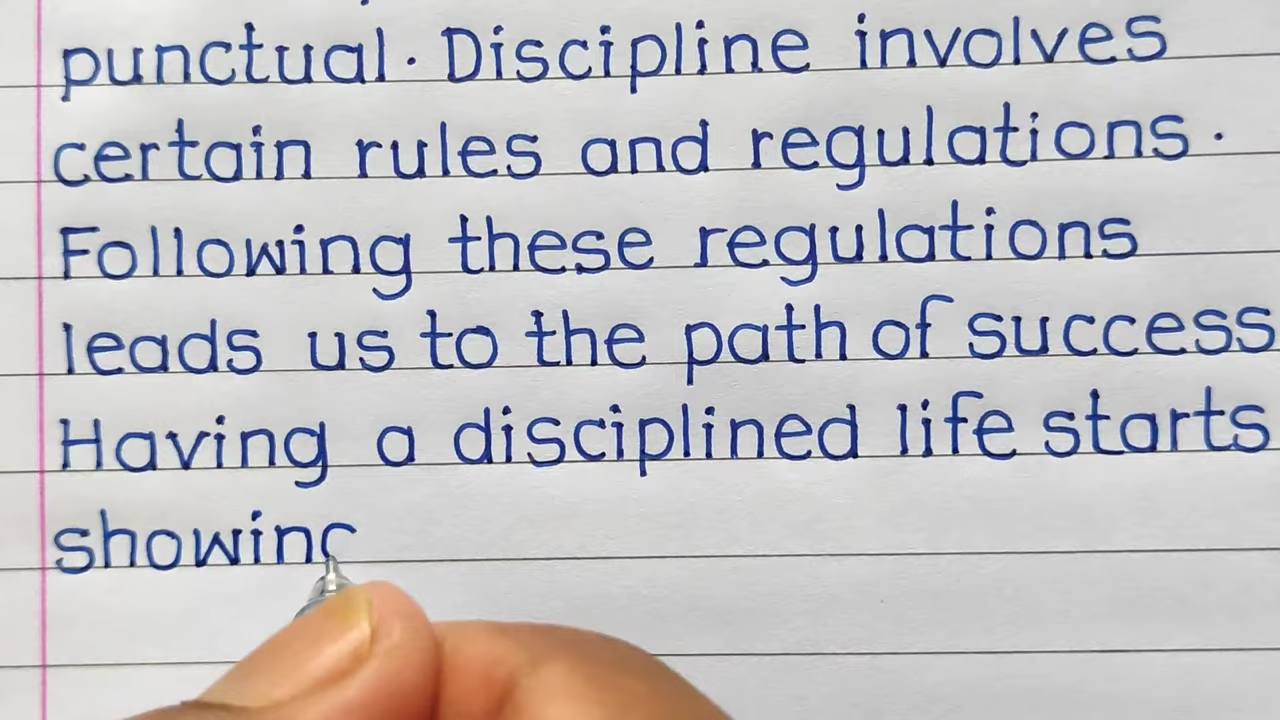 punctual. Discipline involves
certain rules and regulations.
Following these regulations
leads us to the path of success
Having a disciplined life starts